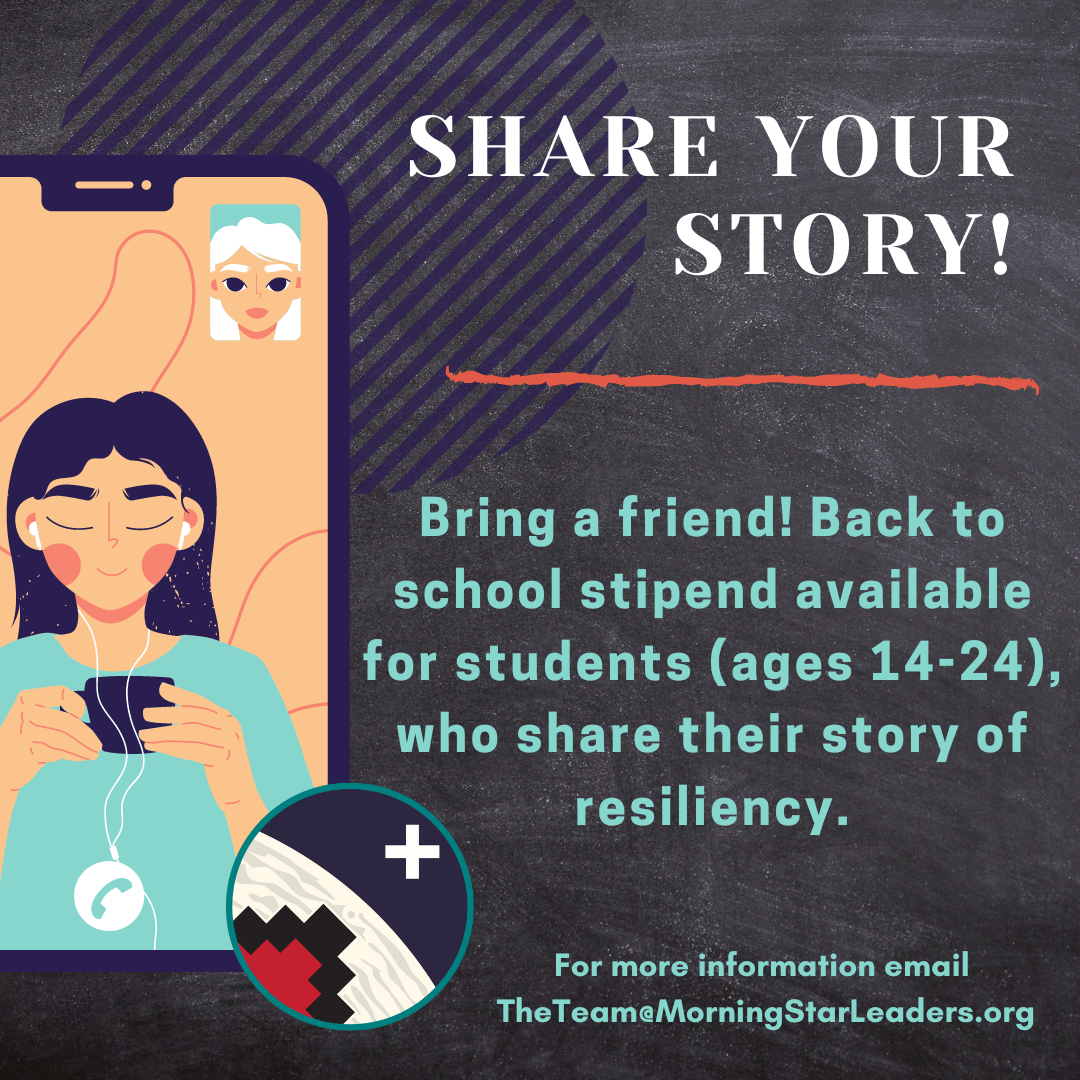 SHARE YOUR
STORY!
Bring a friend! Back to
school stipend available
for students (ages 14-24),
who share their story of
resiliency.
For more information email
TheTeam@MorningStarLeaders.org